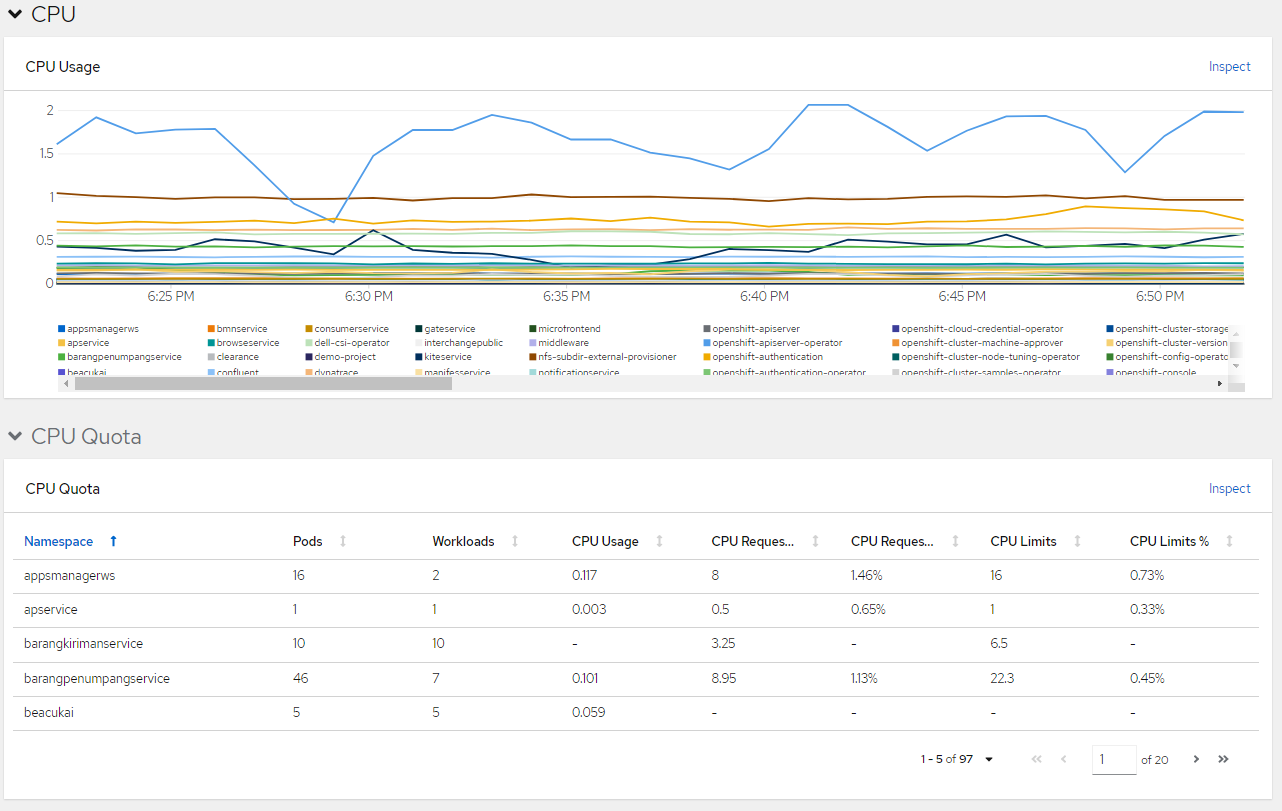 CPU
CPU Usage Inspect
2
1.5
1
0.5
0
6:25 PM 6:30 PM 6:35 PM 6:40 PM 6:45 PM 6:50 PM
appsmanagerws bmnservice consumerservice gateservice microfrontend openshift-apiserver openshift-cloud-credential-operator openshift-cluster-storage
apservice browseservice dell-csi-operator interchangepublic middleware openshift-apiserver-operator openshift-cluster-machine-approver openshift-cluster-version
barangpenumpangservice clearance demo-project kiteservice nfs-subdir-external-provisioner openshift-authentication openshift-cluster-node-tuning-operator openshift-config-operato
beacukai confluent dynatrace manifesservice notificationservice openshift-authentication-operator openshift-cluster-samples-operator openshift-console
CPU Quota
CPU Quota Inspect
Namespace Pods Workloads CPU Usage CPU Reques... CPU Reques... CPU Limits CPU Limits %
appsmanagerws 16 2 0.117 8 1.46% 16 0.73%
apservice 1 1 0.003 0.5 0.65% 1 0.33%
barangkirimanservice 10 10 - 3.25 - 6.5 -
barangpenumpangservice 46 7 0.101 8.95 1.13% 22.3 0.45%
beacukai 5 5 0.059 - - - -
1 - 5 of 97 1 of 20